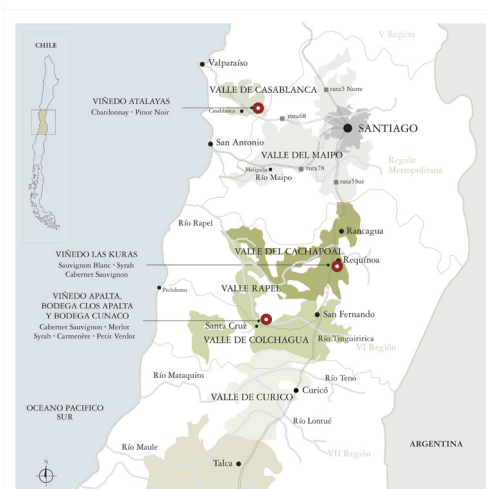 CHILE
V Región
Valparaíso
VALLE DE CASABLANCA
ruta5 Norte
VIÑEDO ATALAYAS
Chardonnay • Pinot Noir
Casablanca
ruta68
SANTIAGO
San Antonio
VALLE DEL MAIPO
Región
Metropolitana
Melipilla
ruta78
Río Maipo
ruta5Sur
Río Rapel
Rancagua
VALLE DEL CACHAPOAL
VIÑEDO LAS KURAS
Sauvignon Blanc • Syrah
Cabernet Sauvignon
Requínoa
Pichilemu
VALLE RAPEL
VIÑEDO APALTA,
BODEGA CLOS APALTA
Y BODEGA CUNACO
Cabernet Sauvignon • Merlot
Syrah • Carmenère • Petit Verdot
San Fernando
Santa Cruz
VALLE DE COLCHAGUA
Río Tinguiririca
VI Región
Río Mataquito
Río Teno
VALLE DE CURICO
Curicó
OCEANO PACIFICO
SUR
Río Lontué
Río Maule
VII Región
ARGENTINA
Talca
N